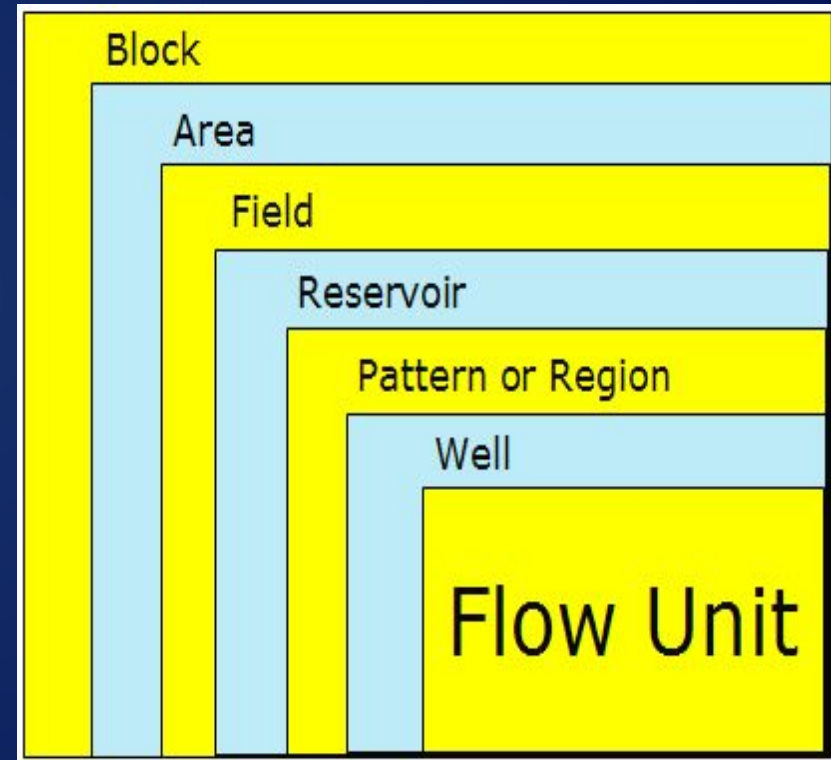 Block
Area
Field
Reservoir
Pattern or Region
Well
Flow Unit